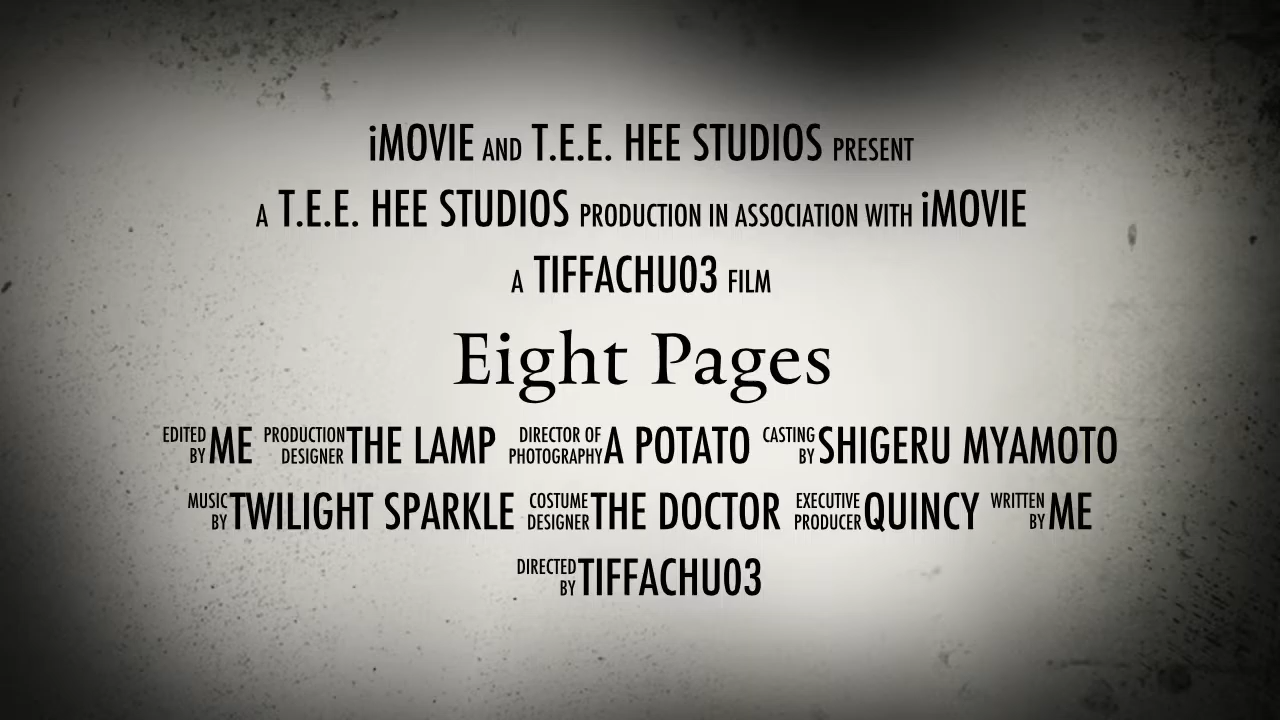 iMOVIE AND T.E.E. HEE STUDIOS PRESENT
A T.E.E. HEE STUDIOS PRODUCTION IN ASSOCIATION WITH iMOVIE
A TIFFACHU03 FILM
Eight Pages
EDITED BY ME PRODUCTION DESIGNER THE LAMP DIRECTOR OF PHOTOGRAPHY A POTATO CASTING BY SHIGERU MYAMOTO
MUSIC BY TWILIGHT SPARKLE COSTUME DESIGNER THE DOCTOR EXECUTIVE PRODUCER QUINCY WRITTEN BY ME
DIRECTED BY TIFFACHU03